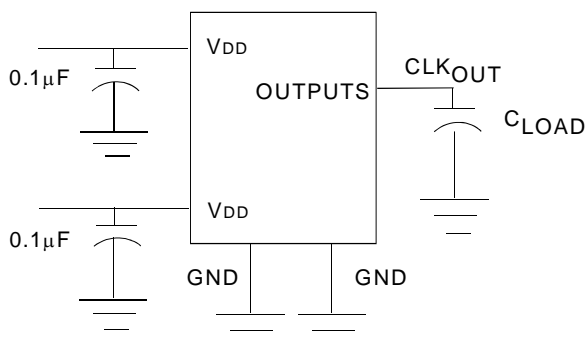 VDD
0.1μF
CLKOUT
OUTPUTS
CLOAD
VDD
0.1μF
GND
GND